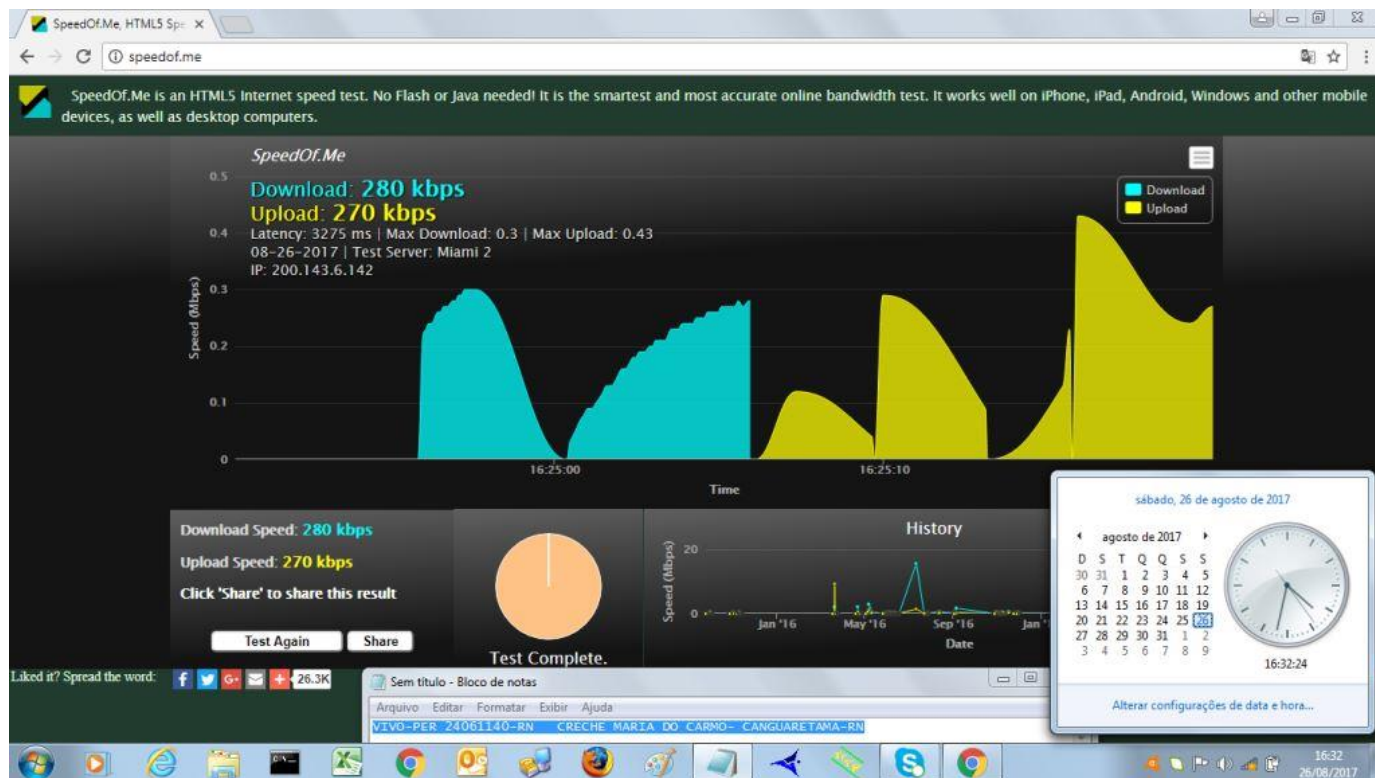 SpeedOf.Me, HTML5 Spe
speedof.me
SpeedOf.Me is an HTML5 Internet speed test. No Flash or Java needed! It is the smartest and most accurate online bandwidth test. It works well on iPhone, iPad, Android, Windows and other mobile
devices, as well as desktop computers.
SpeedOf.Me
Download: 280 kbps
Upload: 270 kbps
Latency: 3275 ms | Max Download: 0.3 | Max Upload: 0.43
08-26-2017 | Test Server: Miami 2
IP: 200.143.6.142
Download
Upload
0.5
0.4
0.3
0.2
0.1
0
Speed (Mbps)
16:25:00
16:25:10
Time
Download Speed: 280 kbps
Upload Speed: 270 kbps
Click 'Share' to share this result
Test Again
Share
Test Complete.
History
Speed (Mbps)
20
0
Jan '16
May '16
Sep '16
Jan '
Date
sábado, 26 de agosto de 2017
agosto de 2017
D S T Q Q S S
30 31 1 2 3 4 5
6 7 8 9 10 11 12
13 14 15 16 17 18 19
20 21 22 23 24 25 26
27 28 29 30 31 1 2
3 4 5 6 7 8 9
16:32:24
Alterar configurações de data e hora...
Liked it? Spread the word:
26.3K
Sem título - Bloco de notas
Arquivo Editar Formatar Exibir Ajuda
VIVO-PER 24061140-RN CRECHE MARIA DO CARMO- CANGUARETAMA-RN
16:32
26/08/2017